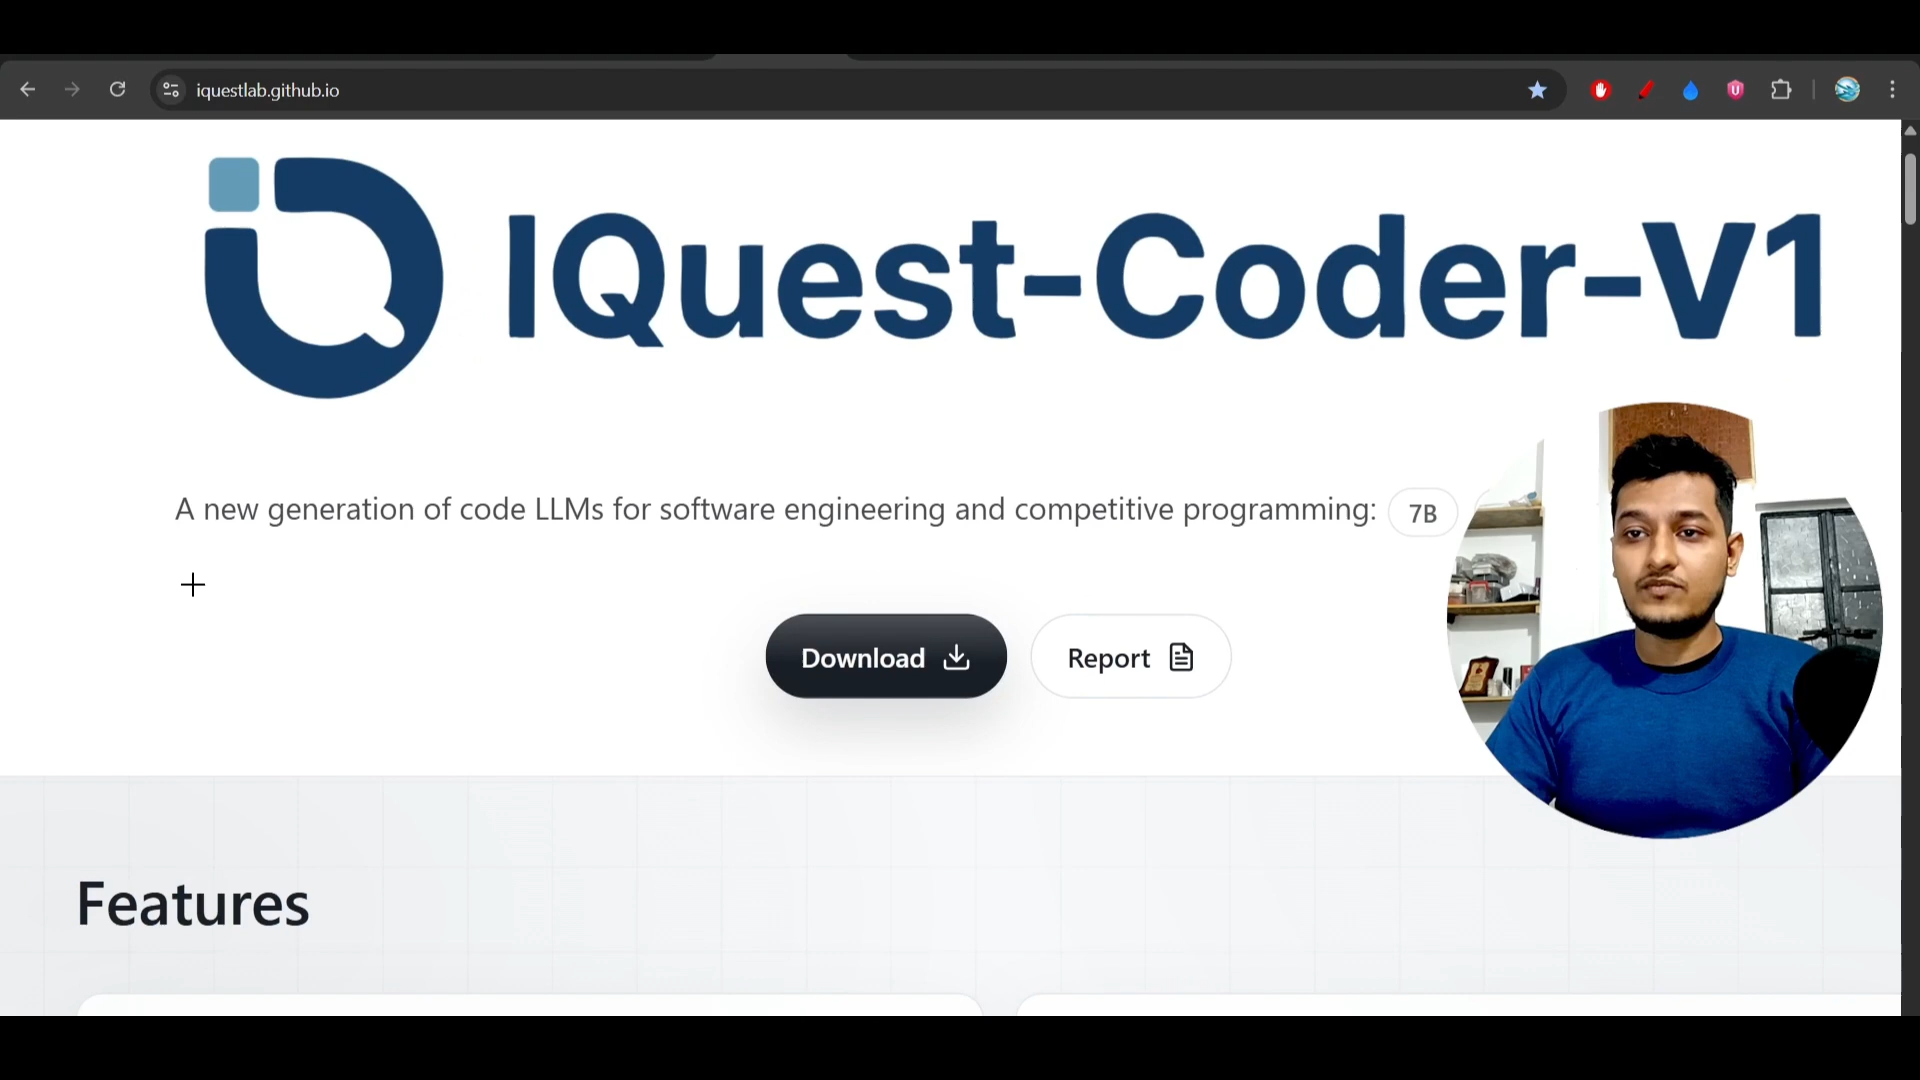 iquestlab.github.io
IQuest-Coder-V1
A new generation of code LLMs for software engineering and competitive programming: 7B
Download
Report
Features